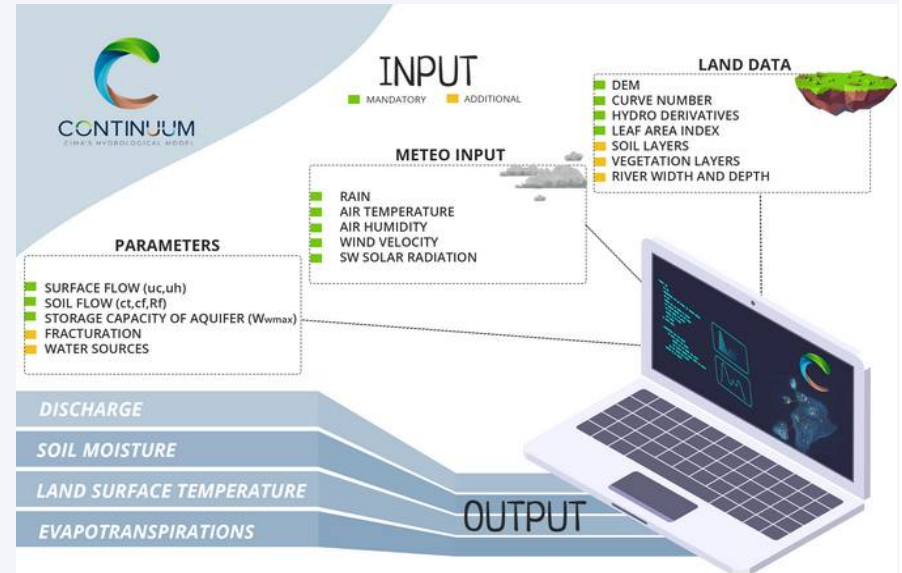 CONTINUUM
CIMA'S HYDROLOGICAL MODEL
INPUT
MANDATORY ADDITIONAL
LAND DATA
DEM
CURVE NUMBER
HYDRO DERIVATIVES
LEAF AREA INDEX
SOIL LAYERS
VEGETATION LAYERS
RIVER WIDTH AND DEPTH
METEO INPUT
RAIN
AIR TEMPERATURE
AIR HUMIDITY
WIND VELOCITY
SW SOLAR RADIATION
PARAMETERS
SURFACE FLOW (uc,uh)
SOIL FLOW (ct,cf,Rf)
STORAGE CAPACITY OF AQUIFER (Wwmax)
FRACTURATION
WATER SOURCES
DISCHARGE
SOIL MOISTURE
LAND SURFACE TEMPERATURE
EVAPOTRANSPIRATIONS
OUTPUT